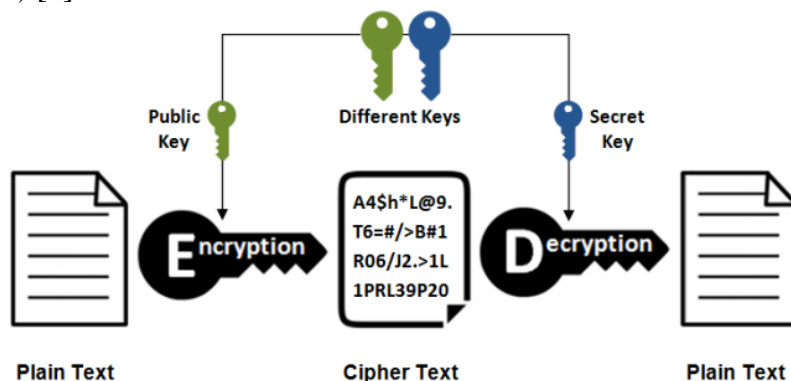 Public
Key
Different Keys
Secret
Key
Encryption
A4$h*L@9.
T6=#/>B#1
R06/J2.>1L
1PRL39P20
Decryption
Plain Text
Cipher Text
Plain Text